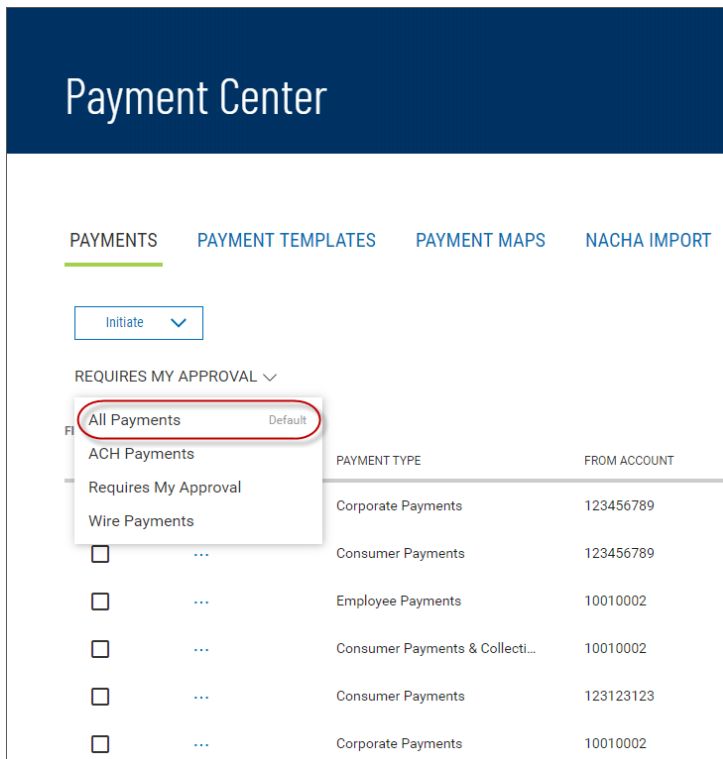 Payment Center
PAYMENTS PAYMENT TEMPLATES PAYMENT MAPS NACHA IMPORT
Initiate
REQUIRES MY APPROVAL
All Payments Default
ACH Payments
PAYMENT TYPE FROM ACCOUNT
Requires My Approval
Corporate Payments 123456789
Wire Payments
... Consumer Payments 123456789
... Employee Payments 10010002
... Consumer Payments & Collecti... 10010002
... Consumer Payments 123123123
... Corporate Payments 10010002